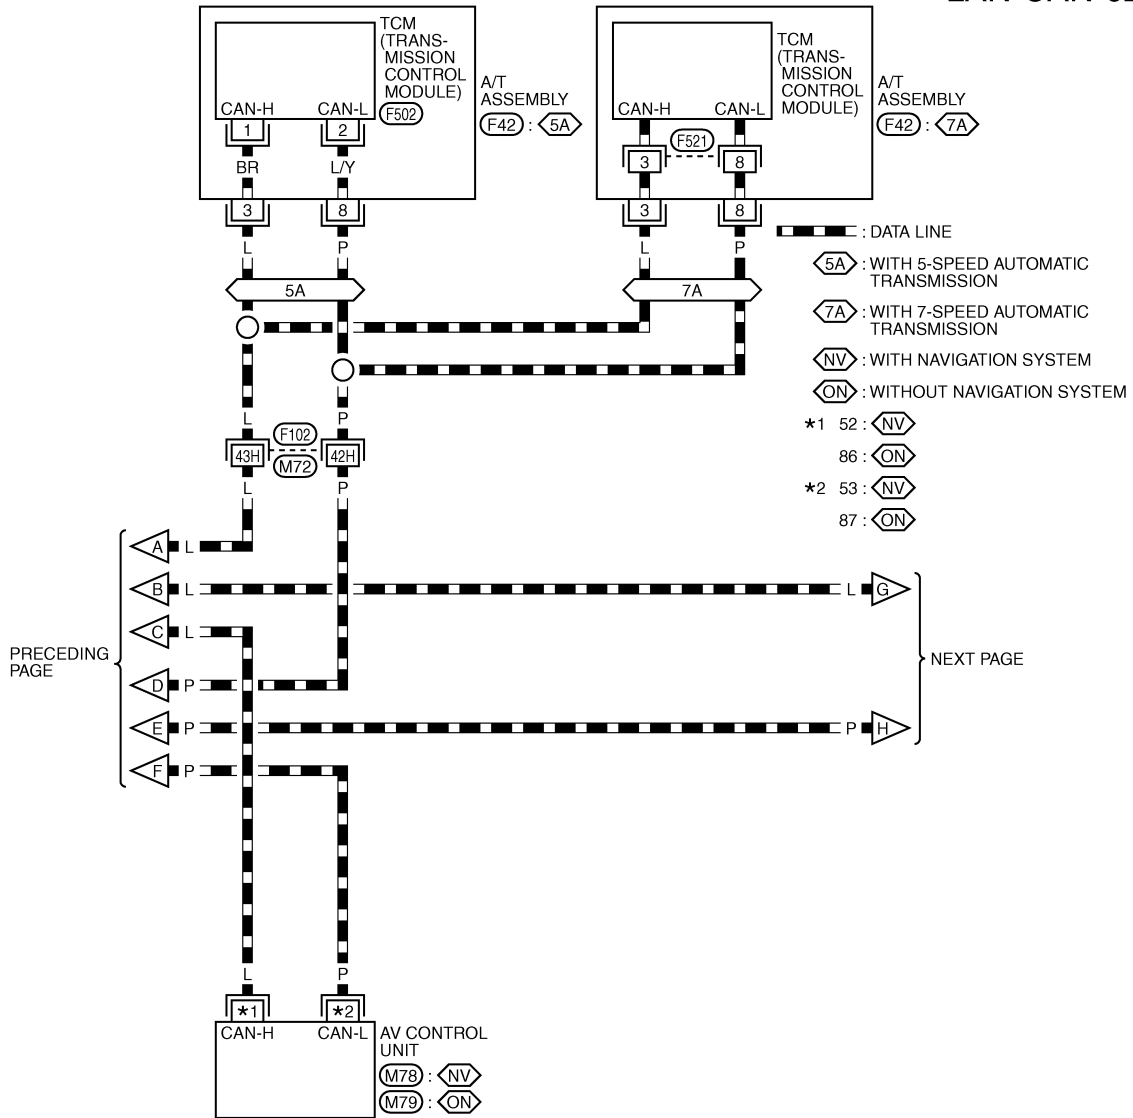 TCM
(TRANS-
MISSION
CONTROL
MODULE)
F502
CAN-H CAN-L
1 2
BR L/Y
3 8
L P
5A
A/T
ASSEMBLY
F42 : 5A
TCM
(TRANS-
MISSION
CONTROL
MODULE)
CAN-H CAN-L
F521
3 8
3 8
L P
7A
A/T
ASSEMBLY
F42 : 7A
: DATA LINE
5A : WITH 5-SPEED AUTOMATIC
TRANSMISSION
7A : WITH 7-SPEED AUTOMATIC
TRANSMISSION
NV : WITH NAVIGATION SYSTEM
ON : WITHOUT NAVIGATION SYSTEM
*1 52 : NV
86 : ON
*2 53 : NV
87 : ON
L P
43H F102 42H
M72
L P
PRECEDING
PAGE
A L
B L L G
C L
D P
E P P H
F P
NEXT PAGE
L P
*1 *2
CAN-H CAN-L
AV CONTROL
UNIT
M78 : NV
M79 : ON